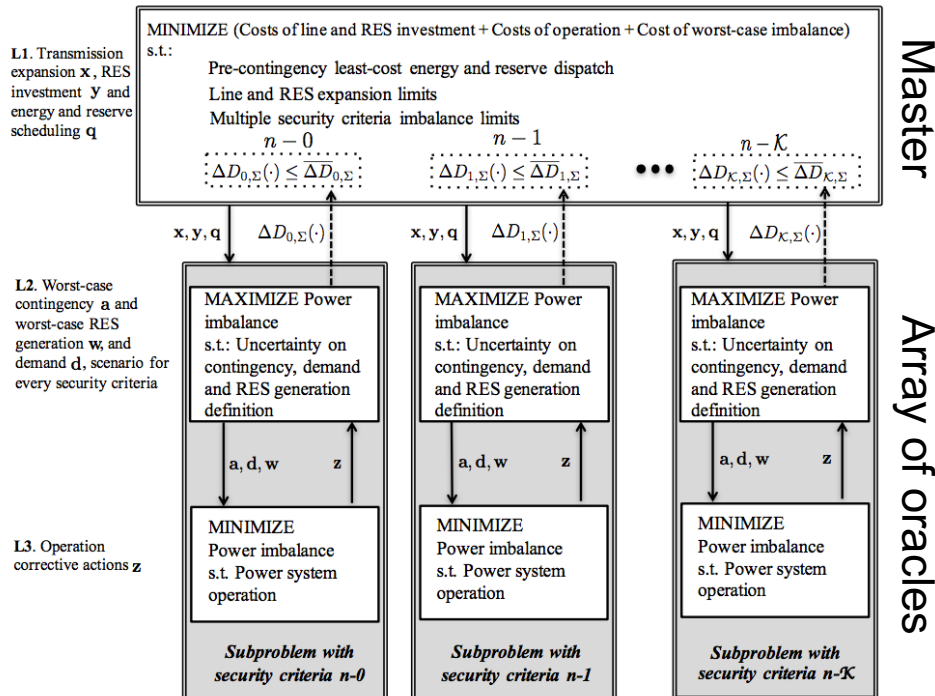 MINIMIZE (Costs of line and RES investment + Costs of operation + Cost of worst-case imbalance)
s.t.:
Pre-contingency least-cost energy and reserve dispatch
Line and RES expansion limits
Multiple security criteria imbalance limits
n − 0
n − 1
n − 𝒦
ΔD₀,Σ(·) ≤ Δ̅D̅₀,Σ
ΔD₁,Σ(·) ≤ Δ̅D̅₁,Σ
•••
ΔD𝒦,Σ(·) ≤ Δ̅D̅𝒦,Σ
L1. Transmission
expansion x , RES
investment y and
energy and reserve
scheduling q
Master
x, y, q
ΔD₀,Σ(·)
x, y, q
ΔD₁,Σ(·)
x, y, q
ΔD𝒦,Σ(·)
L2. Worst-case
contingency a and
worst-case RES
generation w, and
demand d, scenario for
every security criteria
MAXIMIZE Power
imbalance
s.t.: Uncertainty on
contingency, demand
and RES generation
definition
MAXIMIZE Power
imbalance
s.t.: Uncertainty on
contingency, demand
and RES generation
definition
MAXIMIZE Power
imbalance
s.t.: Uncertainty on
contingency, demand
and RES generation
definition
Array of oracles
a, d, w
z
a, d, w
z
a, d, w
z
L3. Operation
corrective actions z
MINIMIZE
Power imbalance
s.t. Power system
operation
MINIMIZE
Power imbalance
s.t. Power system
operation
MINIMIZE
Power imbalance
s.t. Power system
operation
Subproblem with
security criteria n-0
Subproblem with
security criteria n-1
Subproblem with
security criteria n-𝒦